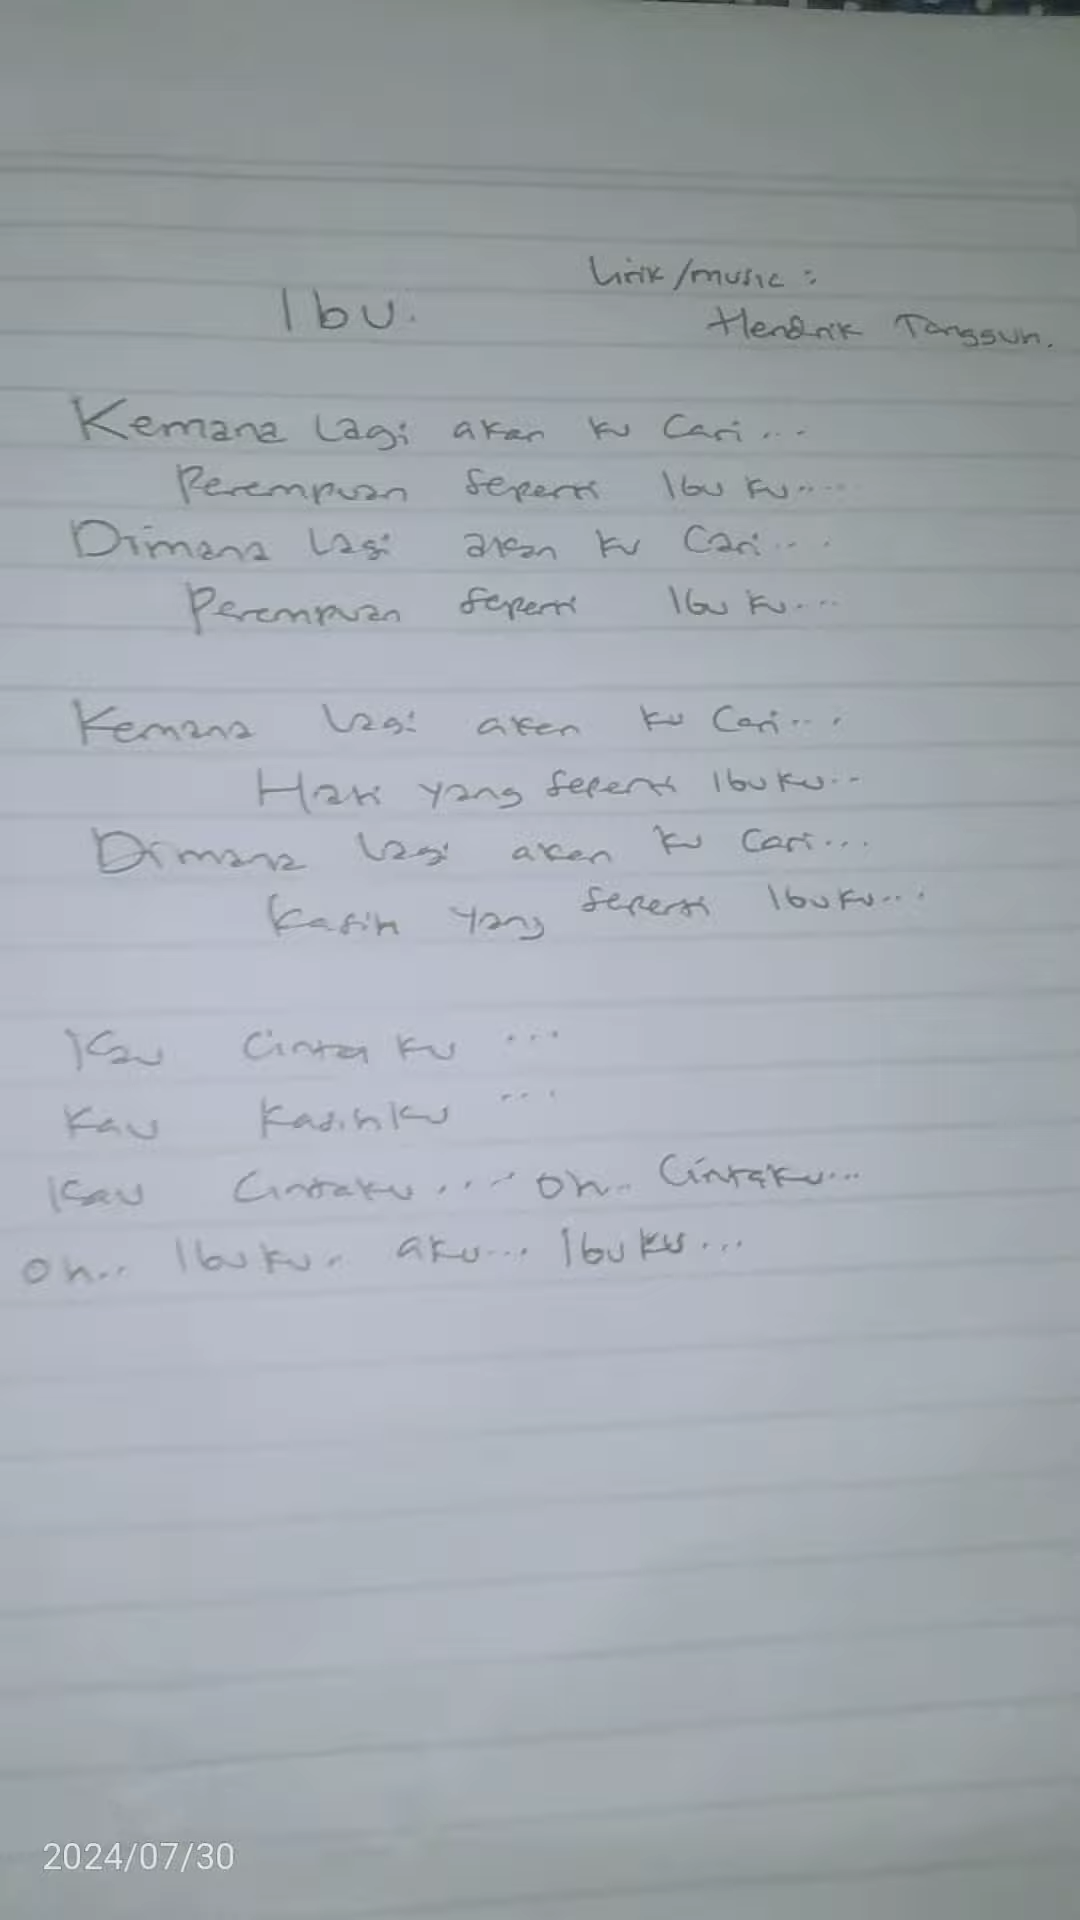 Lirik/music :
Ibu.
Hendrik Tanggun.
Kemana Lagi akan ku Cari...
Perempuan Seperti Ibu ku.....
Dimana Lagi akan ku Cari...
Perempuan Seperti Ibu ku....
Kemana Lagi akan ku Cari...
Hati yang Seperti Ibuku...
Dimana Lagi akan ku Cari...
Kasih yang Seperti Ibuku...
Kau Cinta ku ...
Kau Kasihku ...
Kau Cintaku.... oh.. Cintaku...
oh.. Ibuku.. aku... Ibuku...
2024/07/30